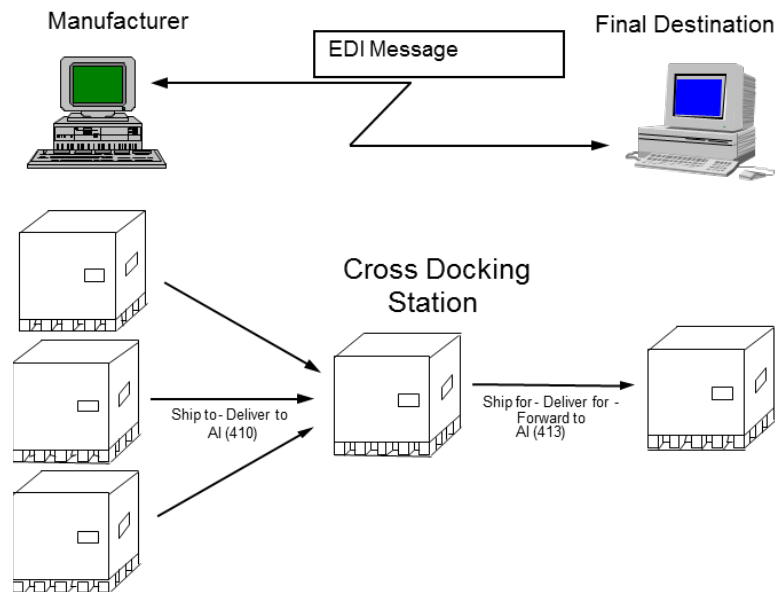 Manufacturer
EDI Message
Final Destination
Cross Docking
Station
Ship to - Deliver to
AI (410)
Ship for - Deliver for -
Forward to
AI (413)